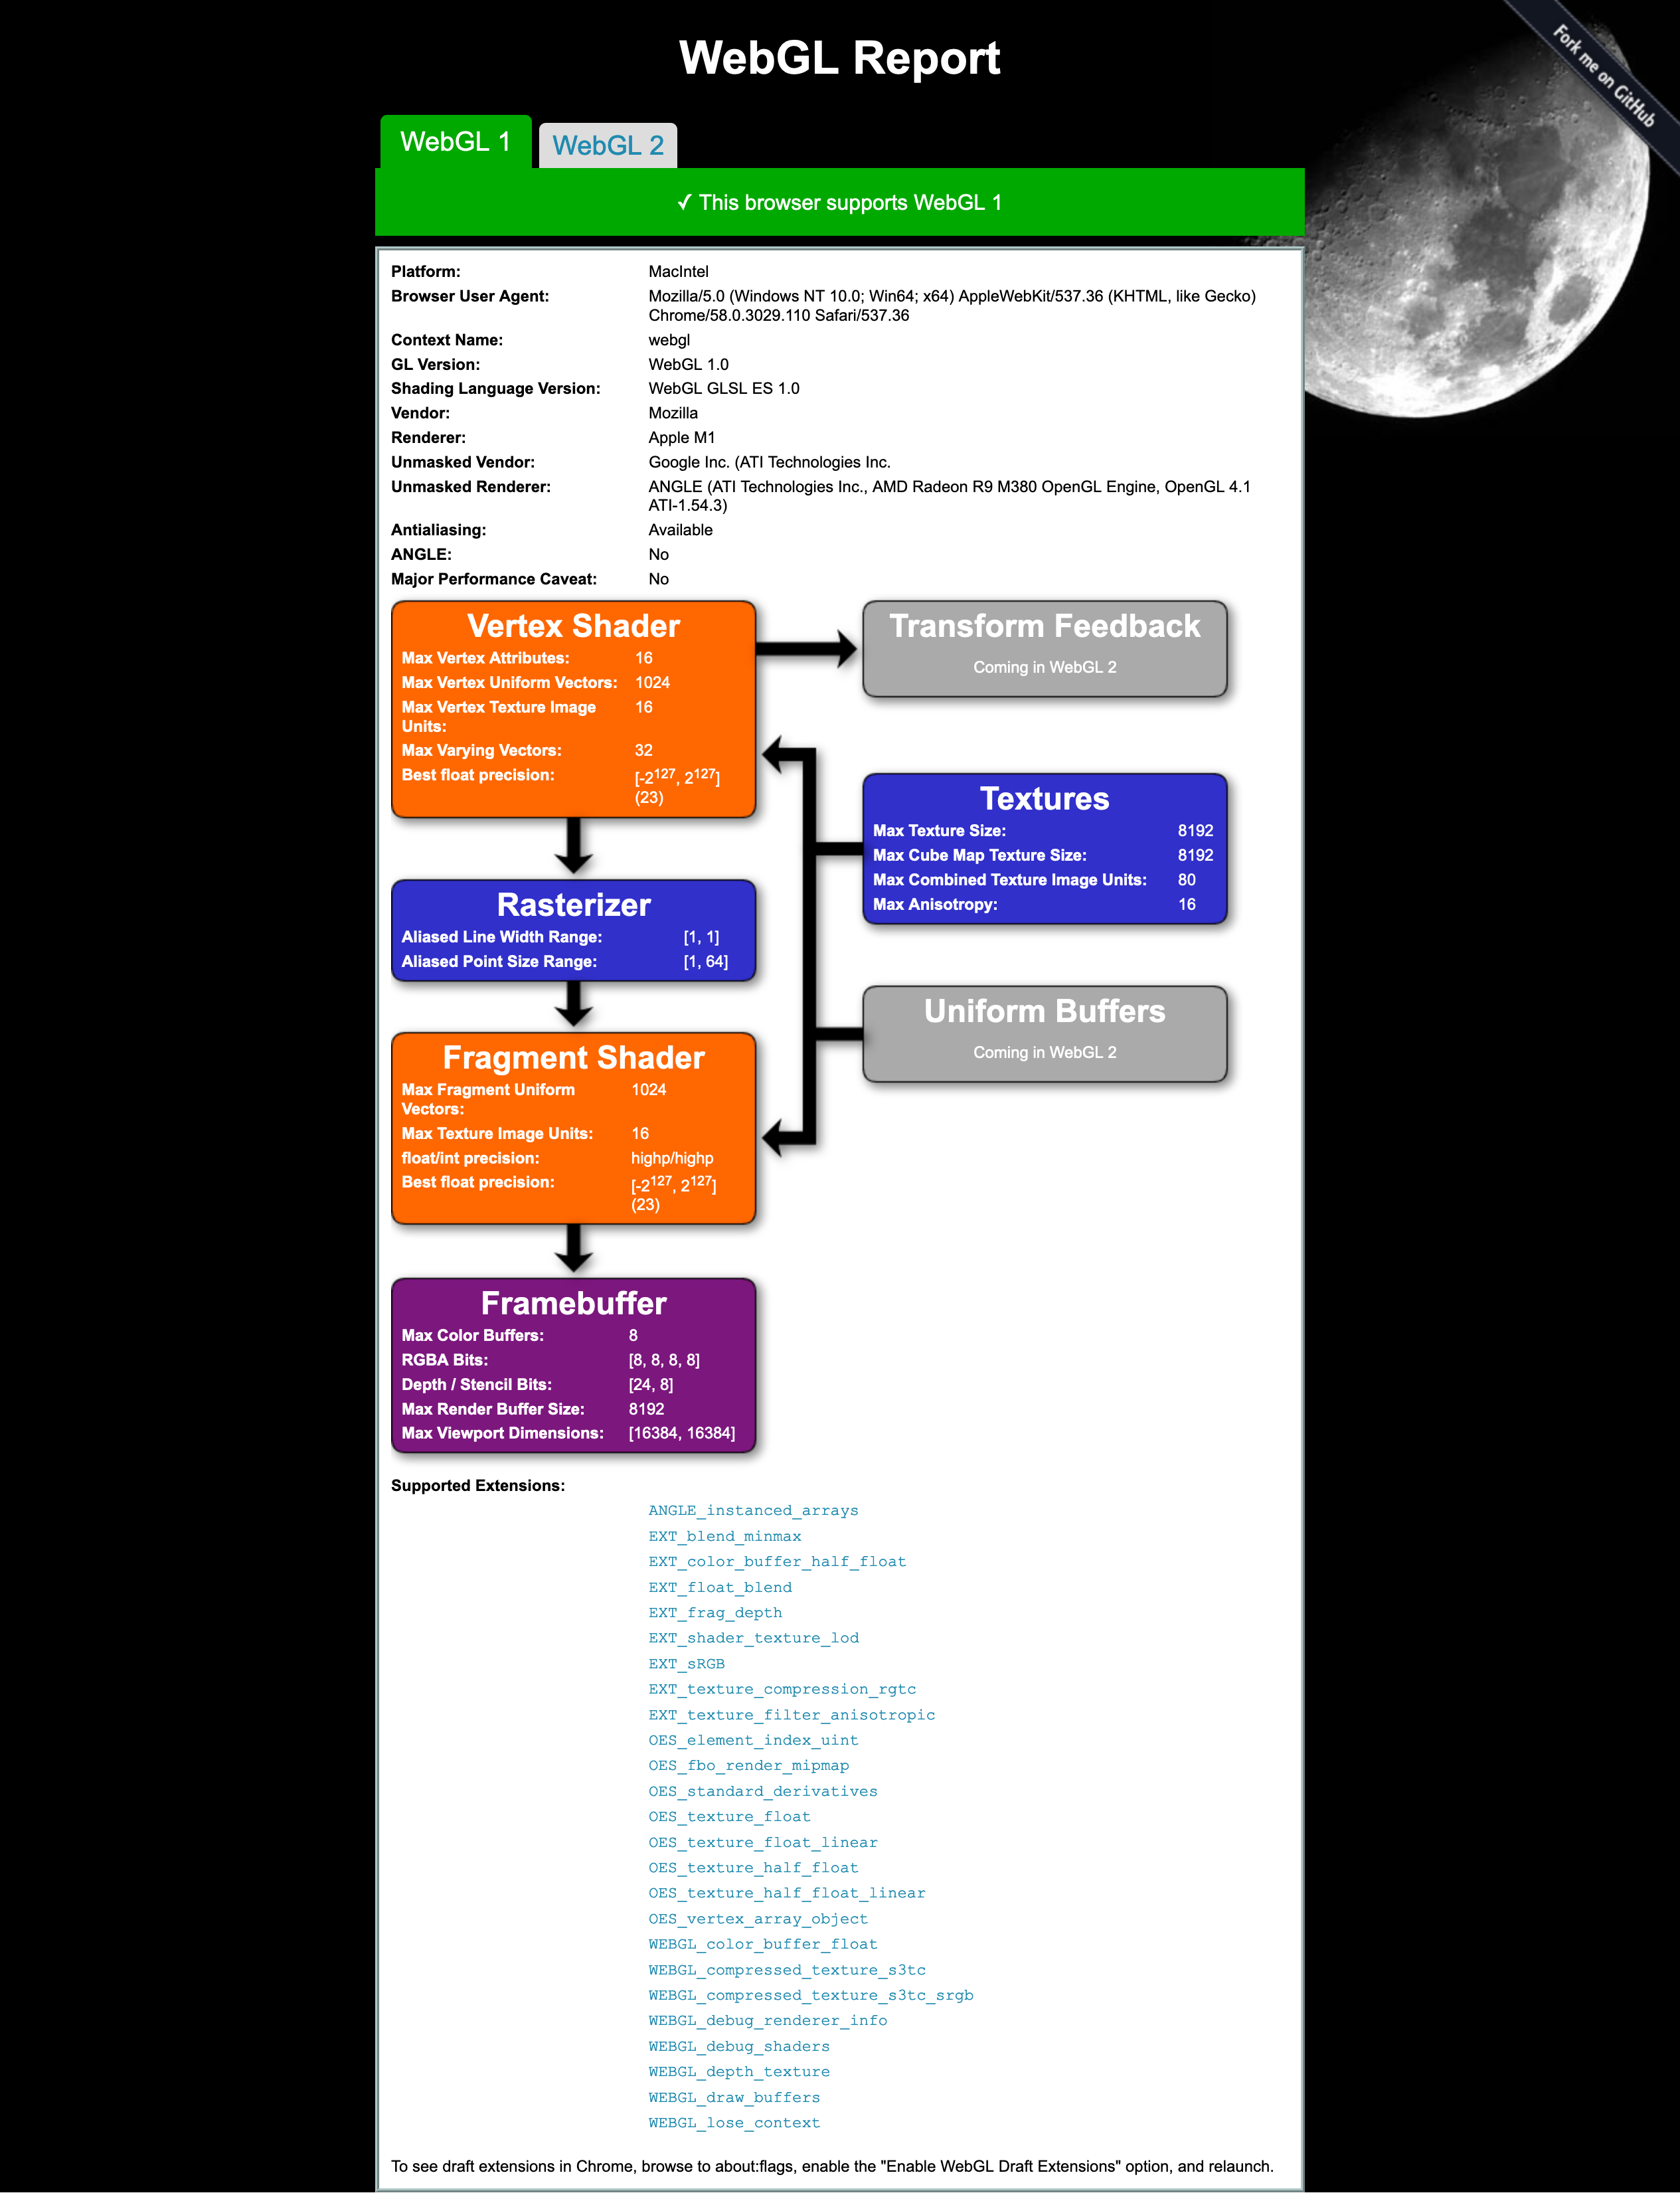 WebGL Report
Fork me on GitHub
WebGL 1
WebGL 2
✓ This browser supports WebGL 1
Platform: MacIntel
Browser User Agent: Mozilla/5.0 (Windows NT 10.0; Win64; x64) AppleWebKit/537.36 (KHTML, like Gecko)
Chrome/58.0.3029.110 Safari/537.36
Context Name: webgl
GL Version: WebGL 1.0
Shading Language Version: WebGL GLSL ES 1.0
Vendor: Mozilla
Renderer: Apple M1
Unmasked Vendor: Google Inc. (ATI Technologies Inc.
Unmasked Renderer: ANGLE (ATI Technologies Inc., AMD Radeon R9 M380 OpenGL Engine, OpenGL 4.1
ATI-1.54.3)
Antialiasing: Available
ANGLE: No
Major Performance Caveat: No
Vertex Shader
Max Vertex Attributes: 16
Max Vertex Uniform Vectors: 1024
Max Vertex Texture Image 16
Units:
Max Varying Vectors: 32
Best float precision: [-2^127, 2^127]
(23)
Transform Feedback
Coming in WebGL 2
Textures
Max Texture Size: 8192
Max Cube Map Texture Size: 8192
Max Combined Texture Image Units: 80
Max Anisotropy: 16
Rasterizer
Aliased Line Width Range: [1, 1]
Aliased Point Size Range: [1, 64]
Uniform Buffers
Coming in WebGL 2
Fragment Shader
Max Fragment Uniform 1024
Vectors:
Max Texture Image Units: 16
float/int precision: highp/highp
Best float precision: [-2^127, 2^127]
(23)
Framebuffer
Max Color Buffers: 8
RGBA Bits: [8, 8, 8, 8]
Depth / Stencil Bits: [24, 8]
Max Render Buffer Size: 8192
Max Viewport Dimensions: [16384, 16384]
Supported Extensions:
ANGLE_instanced_arrays
EXT_blend_minmax
EXT_color_buffer_half_float
EXT_float_blend
EXT_frag_depth
EXT_shader_texture_lod
EXT_sRGB
EXT_texture_compression_rgtc
EXT_texture_filter_anisotropic
OES_element_index_uint
OES_fbo_render_mipmap
OES_standard_derivatives
OES_texture_float
OES_texture_float_linear
OES_texture_half_float
OES_texture_half_float_linear
OES_vertex_array_object
WEBGL_color_buffer_float
WEBGL_compressed_texture_s3tc
WEBGL_compressed_texture_s3tc_srgb
WEBGL_debug_renderer_info
WEBGL_debug_shaders
WEBGL_depth_texture
WEBGL_draw_buffers
WEBGL_lose_context
To see draft extensions in Chrome, browse to about:flags, enable the "Enable WebGL Draft Extensions" option, and relaunch.